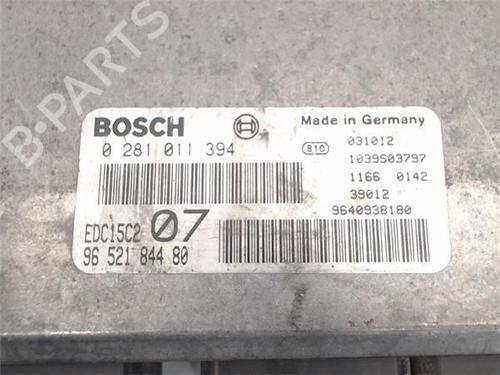 B-PARTS
BOSCH
Made in Germany
0 281 011 394
810
031012
1039S03797
1166 0142
39012
9640938180
EDC15C2 07
96 521 844 80